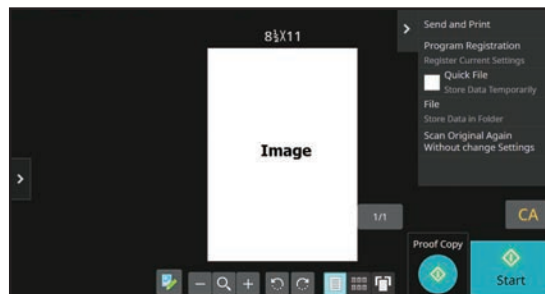 8½X11
Send and Print
Program Registration
Register Current Settings
Quick File
Store Data Temporarily
File
Store Data in Folder
Scan Original Again
Without change Settings
Image
1/1
CA
Proof Copy
Start